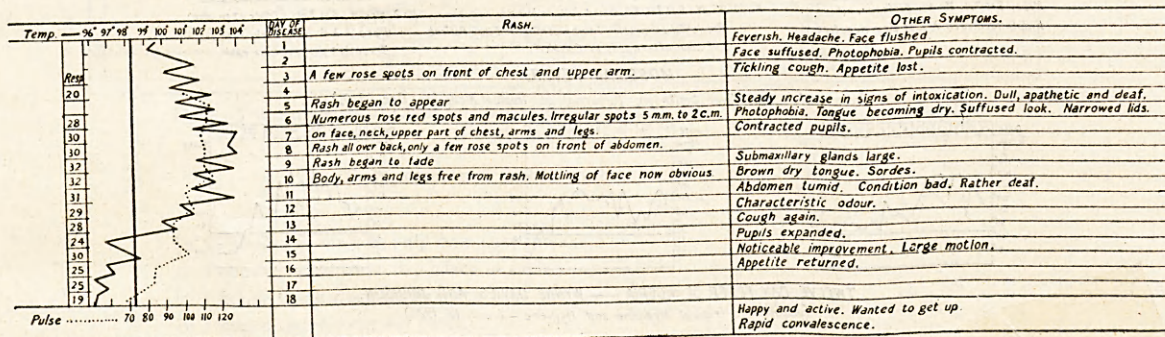 Temp. — 96° 97° 98° 99 100° 101° 102° 103 104°
DAY OF DISEASE
RASH.
OTHER SYMPTOMS.
Resp
20
28
30
32
32
31
29
28
24
30
25
19
Pulse ............ 70 80 90 100 110 120
1
2
3
4
5
6
7
8
9
10
11
12
13
14
15
16
17
18
A few rose spots on front of chest and upper arm.
Rash began to appear
Numerous rose red spots and macules. Irregular spots 5 m.m. to 2 c.m.
on face, neck, upper part of chest, arms and legs.
Rash all over back, only a few rose spots on front of abdomen.
Rash began to fade
Body, arms and legs free from rash. Mottling of face now obvious
Feverish. Headache. Face flushed
Face suffused. Photophobia. Pupils contracted.
Tickling cough. Appetite lost.
Steady increase in signs of intoxication. Dull, apathetic and deaf.
Photophobia. Tongue becoming dry. Suffused look. Narrowed lids.
Contracted pupils.
Submaxillary glands large.
Brown dry tongue. Sordes.
Abdomen tumid. Condition bad. Rather deaf.
Characteristic odour.
Cough again.
Pupils expanded.
Noticeable improvement. Large motion.
Appetite returned.
Happy and active. Wanted to get up.
Rapid convalescence.